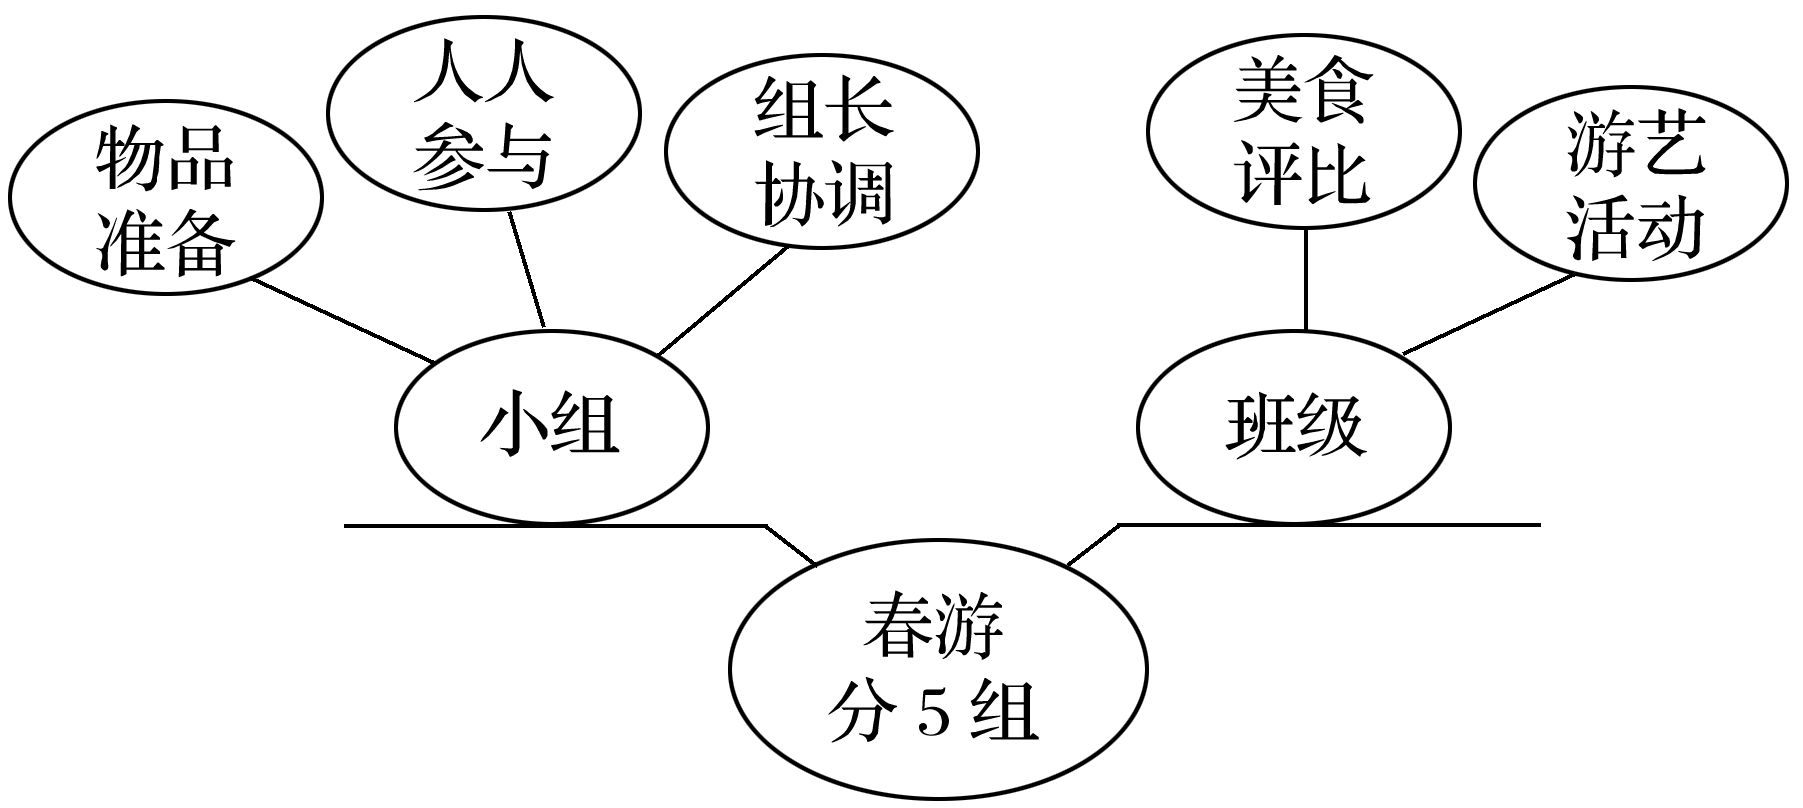 物品
准备
人人
参与
组长
协调
美食
评比
游艺
活动
小组
班级
春游
分5组